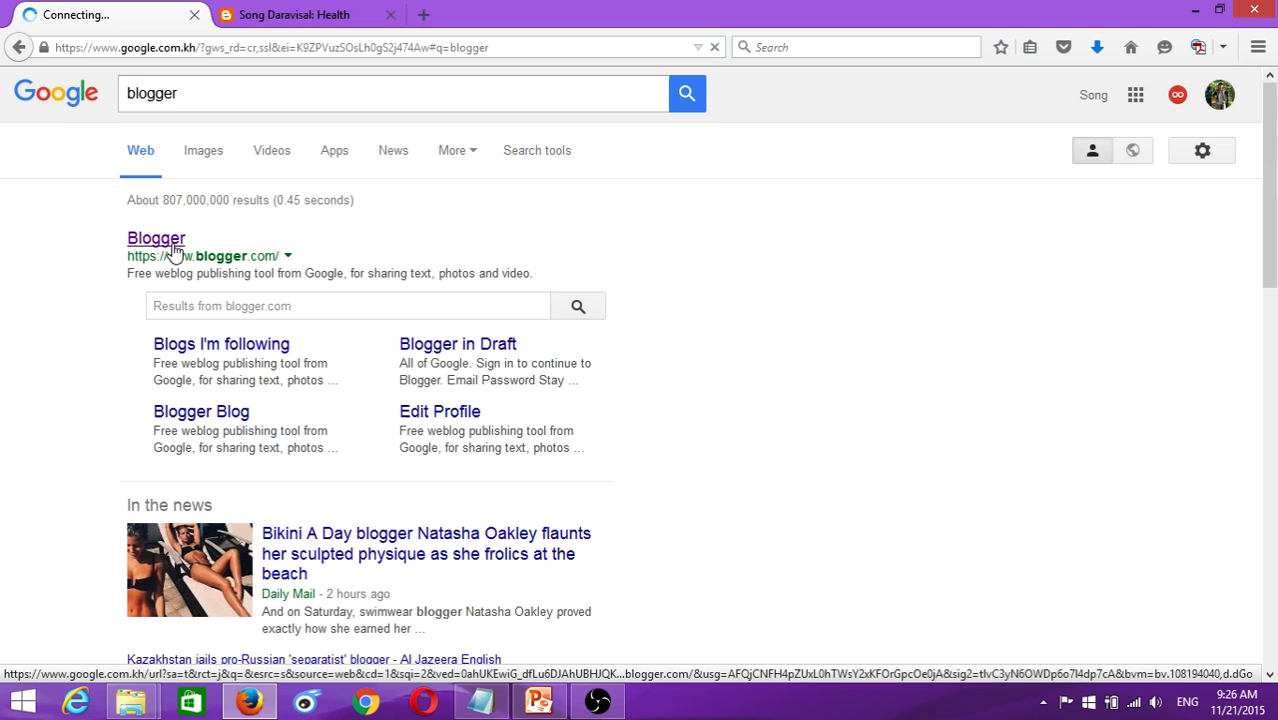 Connecting...
Song Daravisal: Health
https://www.google.com.kh/?gws_rd=cr,ssl&ei=K9ZPVuzSOsLh0gS2j474Aw#q=blogger
Search
Google
blogger
Song
Web
Images
Videos
Apps
News
More
Search tools
About 807,000,000 results (0.45 seconds)
Blogger
https://www.blogger.com/
Free weblog publishing tool from Google, for sharing text, photos and video.
Results from blogger.com
Blogs I'm following
Free weblog publishing tool from
Google, for sharing text, photos ...
Blogger in Draft
All of Google. Sign in to continue to
Blogger. Email Password Stay ...
Blogger Blog
Free weblog publishing tool from
Google, for sharing text, photos ...
Edit Profile
Free weblog publishing tool from
Google, for sharing text, photos ...
In the news
Bikini A Day blogger Natasha Oakley flaunts
her sculpted physique as she frolics at the
beach
Daily Mail - 2 hours ago
And on Saturday, swimwear blogger Natasha Oakley proved
exactly how she earned her ...
Kazakhstan jails pro-Russian 'separatist' blogger - Al Jazeera English
ENG
9:26 AM
11/21/2015